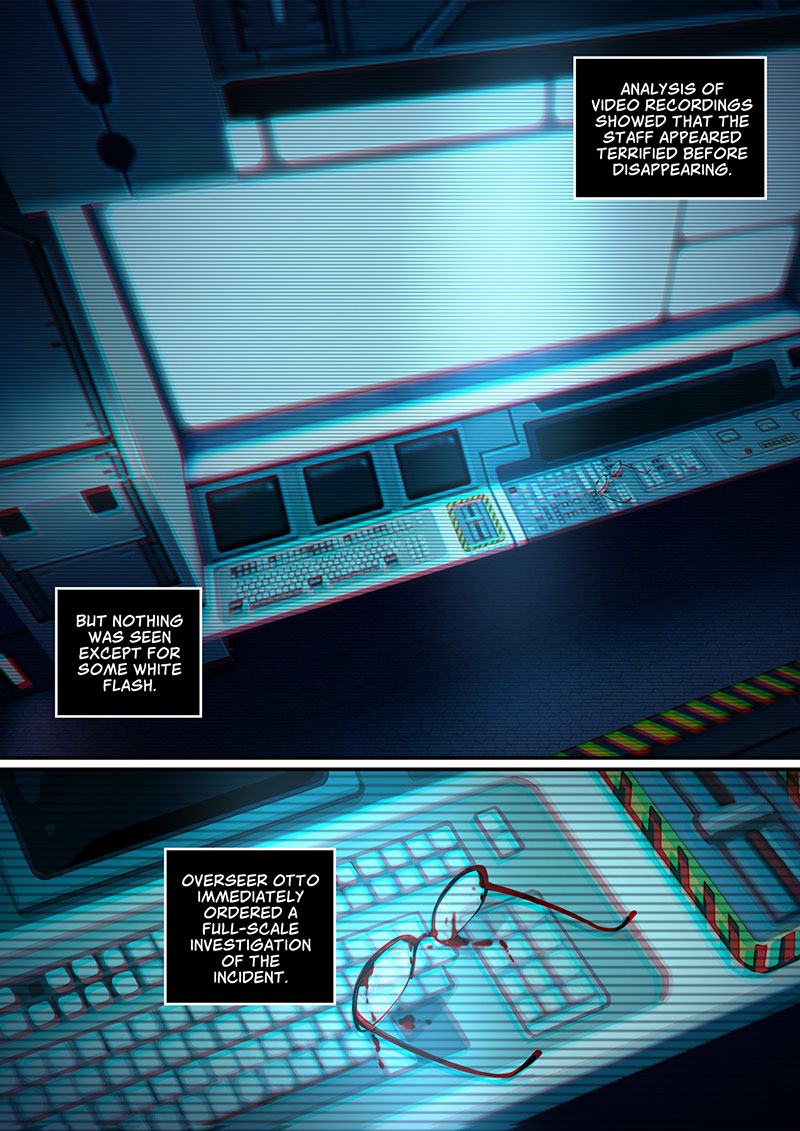 ANALYSIS OF
VIDEO RECORDINGS
SHOWED THAT THE
STAFF APPEARED
TERRIFIED BEFORE
DISAPPEARING.
BUT NOTHING
WAS SEEN
EXCEPT FOR
SOME WHITE
FLASH.
OVERSEER OTTO
IMMEDIATELY
ORDERED A
FULL-SCALE
INVESTIGATION
OF THE
INCIDENT.